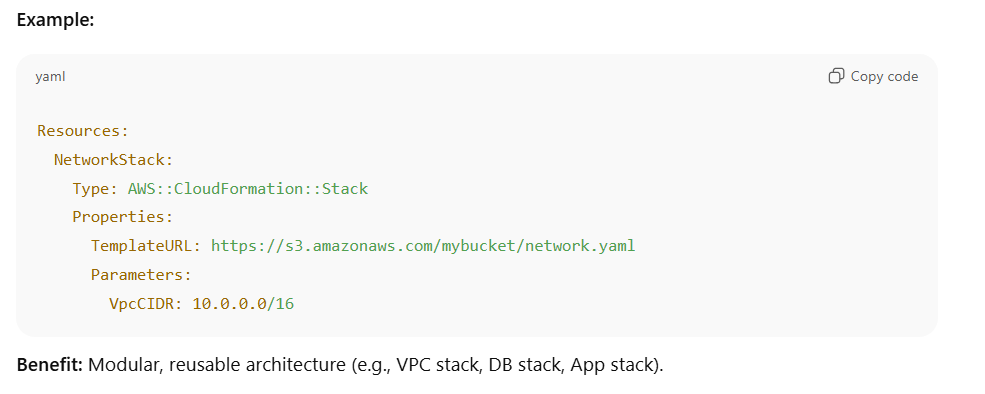 Example:
yaml
Copy code
Resources:
  NetworkStack:
    Type: AWS::CloudFormation::Stack
    Properties:
      TemplateURL: https://s3.amazonaws.com/mybucket/network.yaml
      Parameters:
        VpcCIDR: 10.0.0.0/16
Benefit: Modular, reusable architecture (e.g., VPC stack, DB stack, App stack).